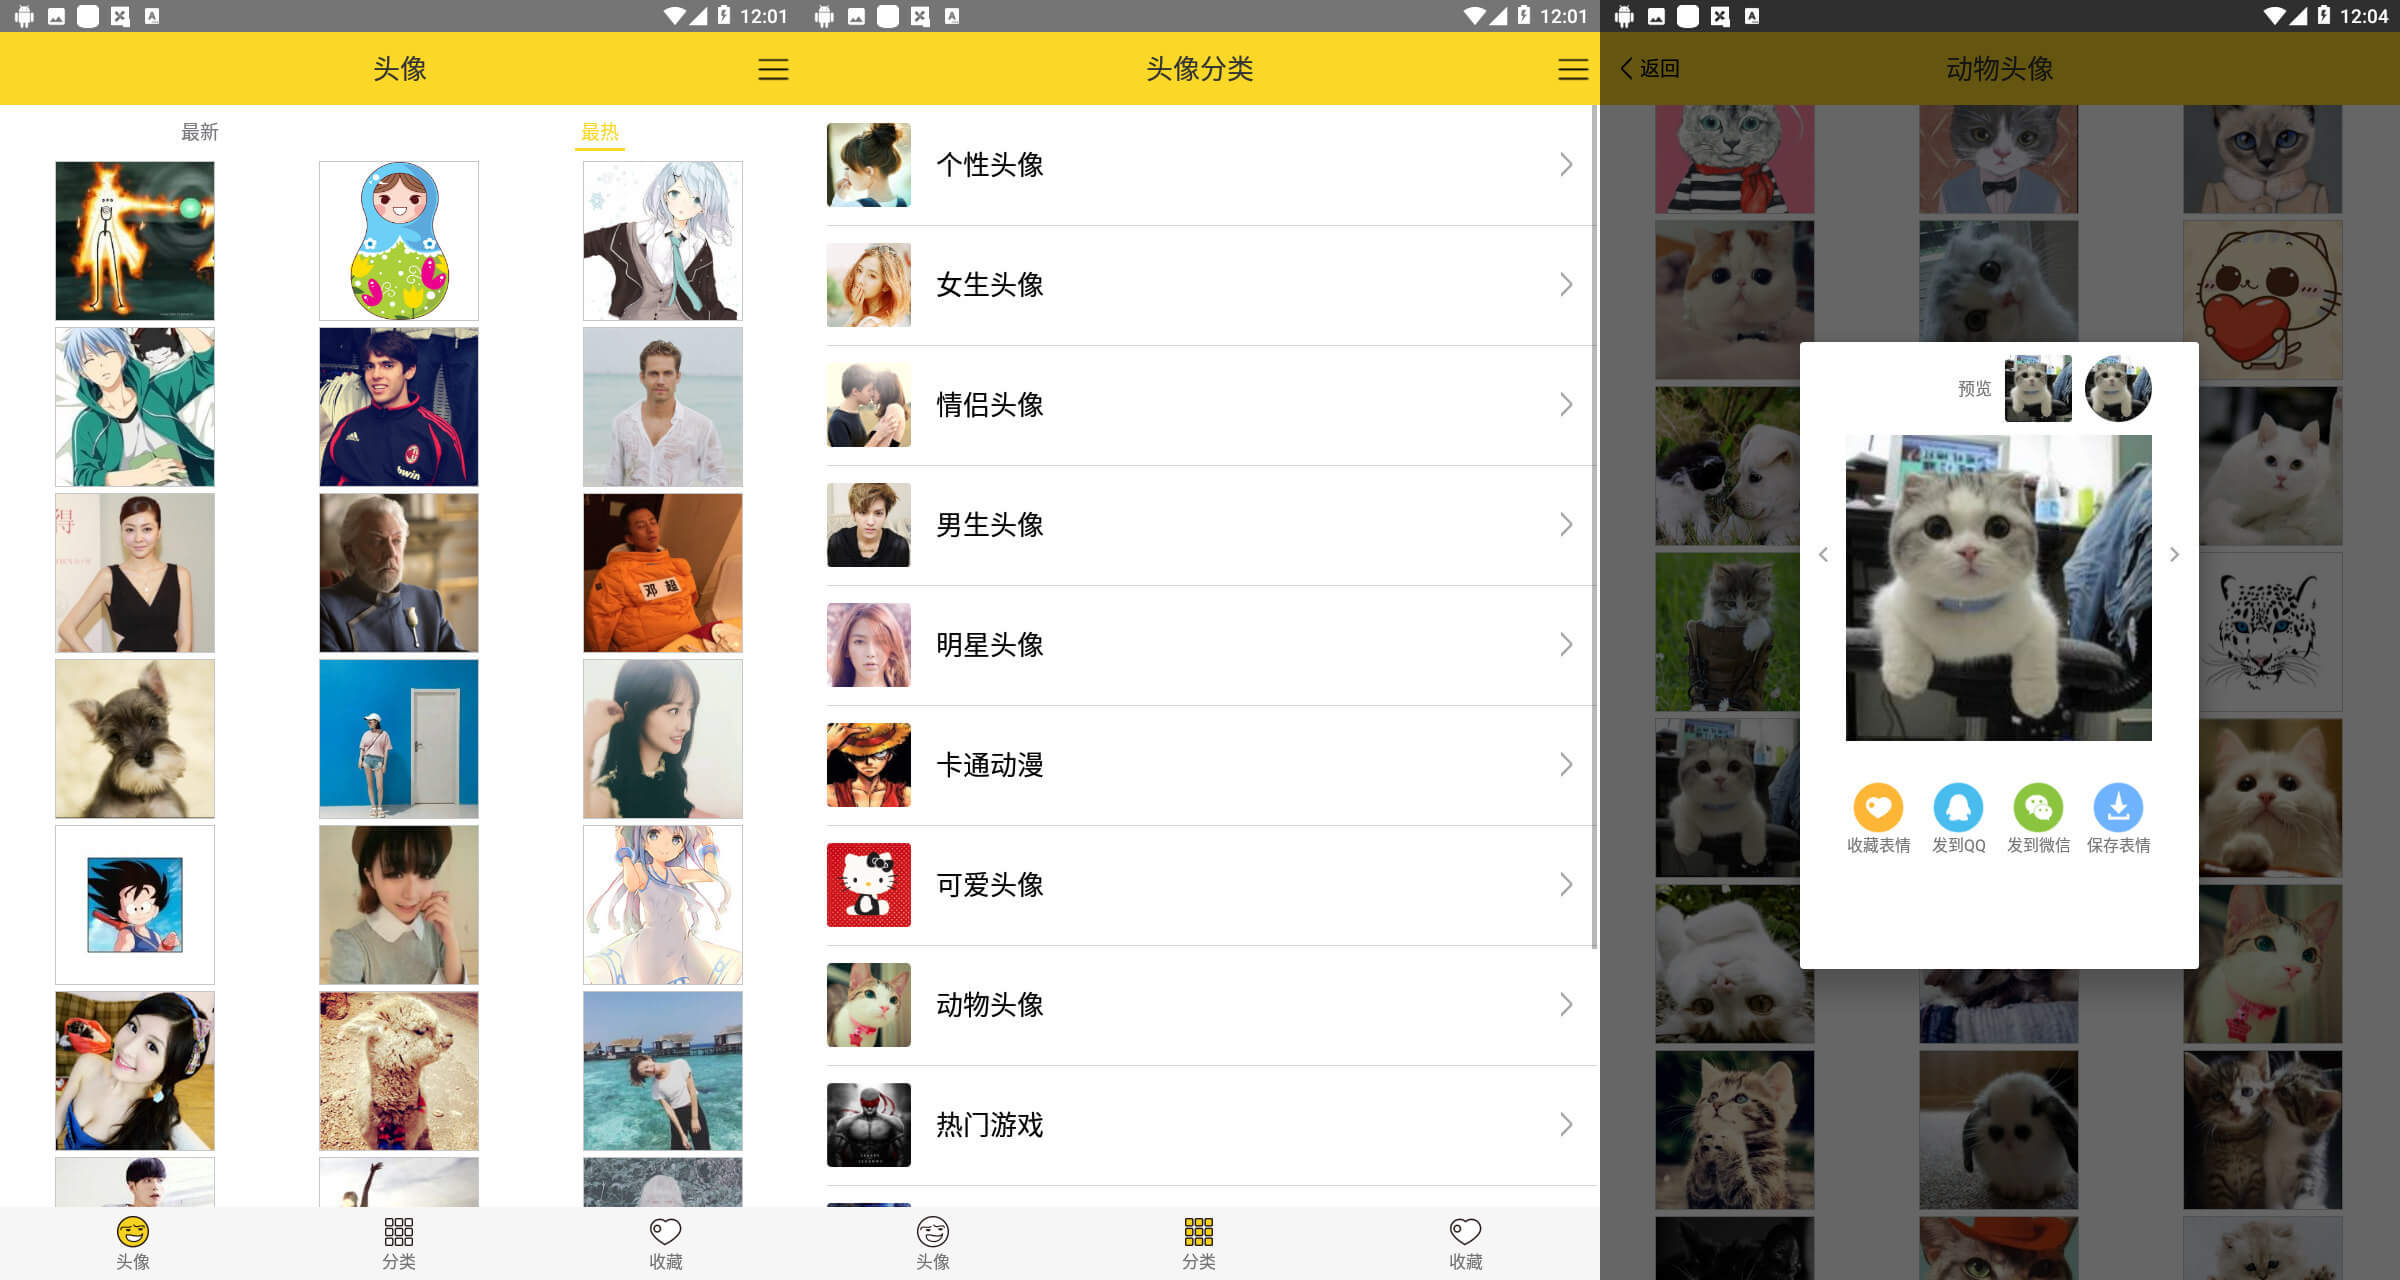 12:01
头像
最新
最热
得
bwin
邓超
头像
分类
收藏
12:01
头像分类
个性头像
女生头像
情侣头像
男生头像
明星头像
卡通动漫
可爱头像
动物头像
热门游戏
头像
分类
收藏
12:04
返回
动物头像
预览
收藏表情
发到QQ
发到微信
保存表情